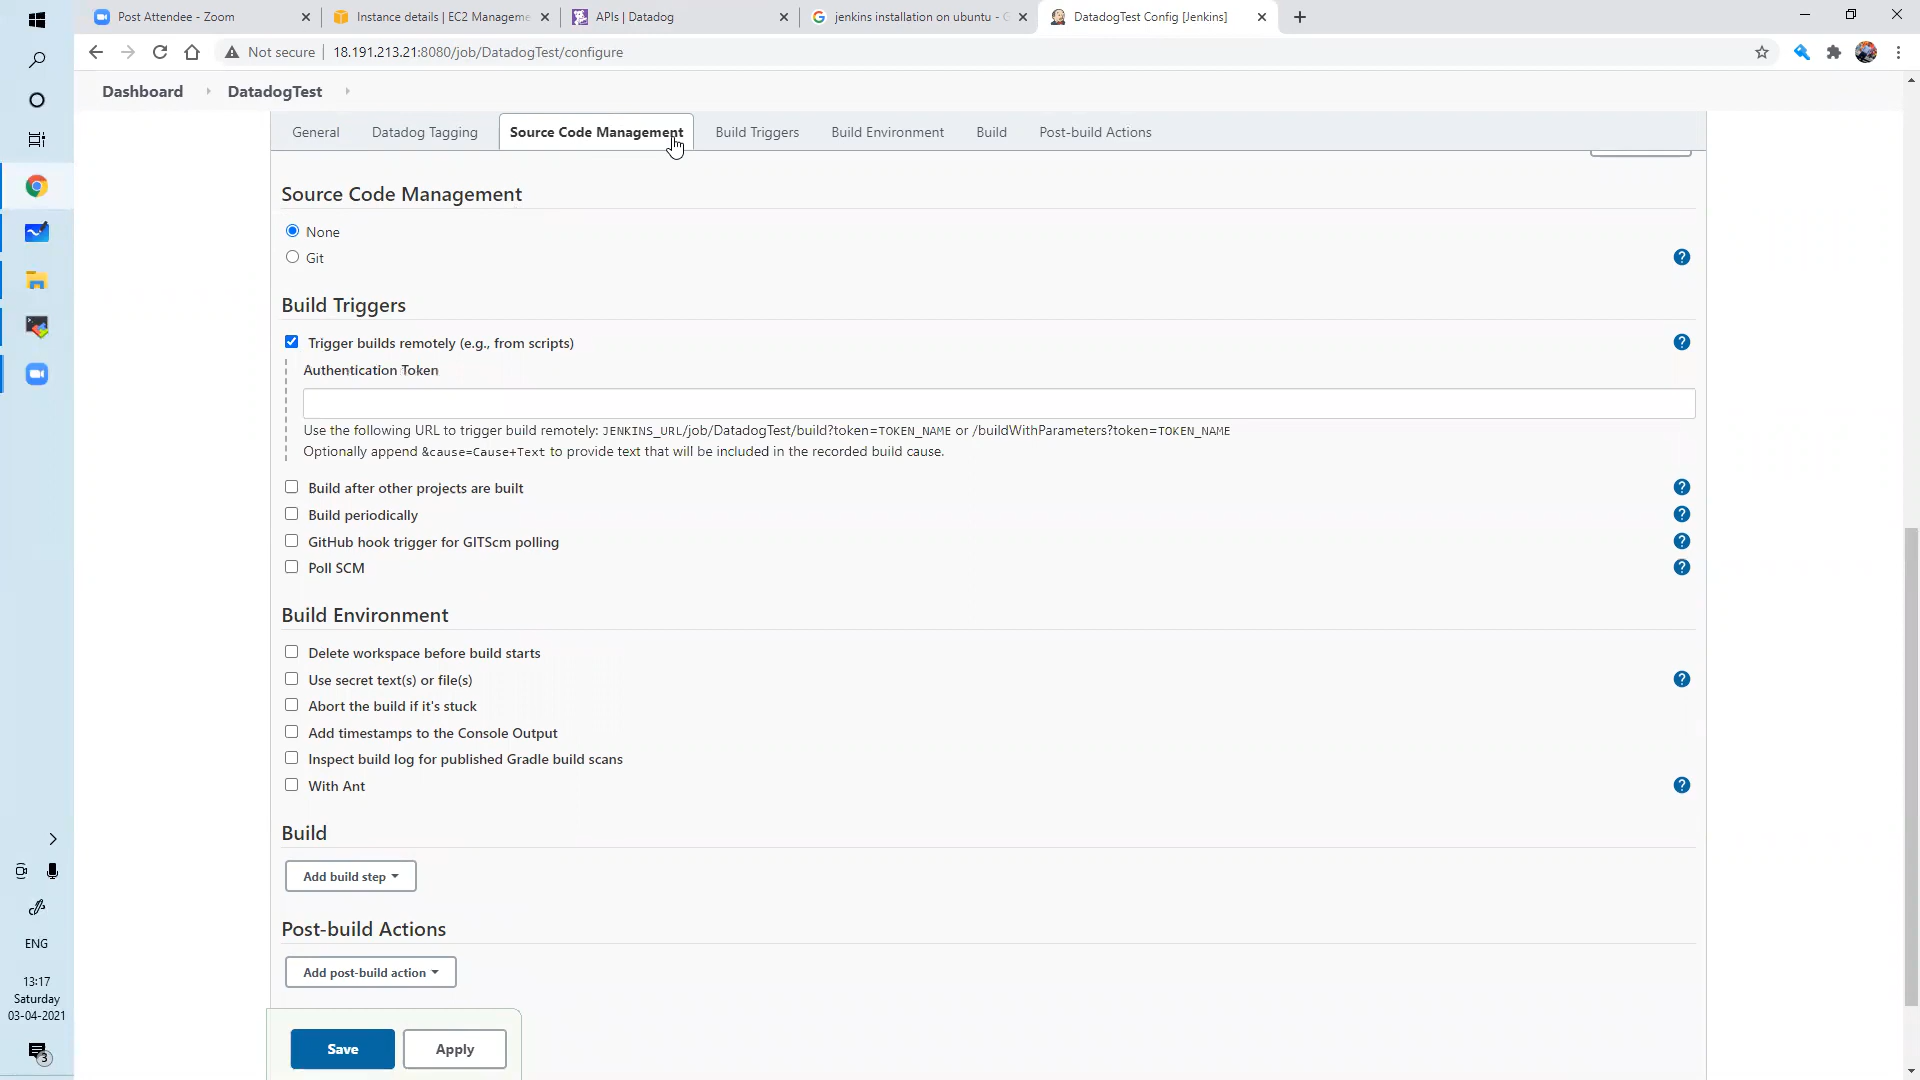 Post Attendee - Zoom
Instance details | EC2 Manageme
APIs | Datadog
jenkins installation on ubuntu - G
DatadogTest Config [Jenkins]
Not secure
18.191.213.21:8080/job/DatadogTest/configure
Dashboard
DatadogTest
General
Datadog Tagging
Source Code Management
Build Triggers
Build Environment
Build
Post-build Actions
Source Code Management
None
Git
Build Triggers
Trigger builds remotely (e.g., from scripts)
Authentication Token
Use the following URL to trigger build remotely: JENKINS_URL/job/DatadogTest/build?token=TOKEN_NAME or /buildWithParameters?token=TOKEN_NAME
Optionally append &cause=Cause+Text to provide text that will be included in the recorded build cause.
Build after other projects are built
Build periodically
GitHub hook trigger for GITScm polling
Poll SCM
Build Environment
Delete workspace before build starts
Use secret text(s) or file(s)
Abort the build if it's stuck
Add timestamps to the Console Output
Inspect build log for published Gradle build scans
With Ant
Build
Add build step
Post-build Actions
Add post-build action
Save
Apply
ENG
13:17
Saturday
03-04-2021
3